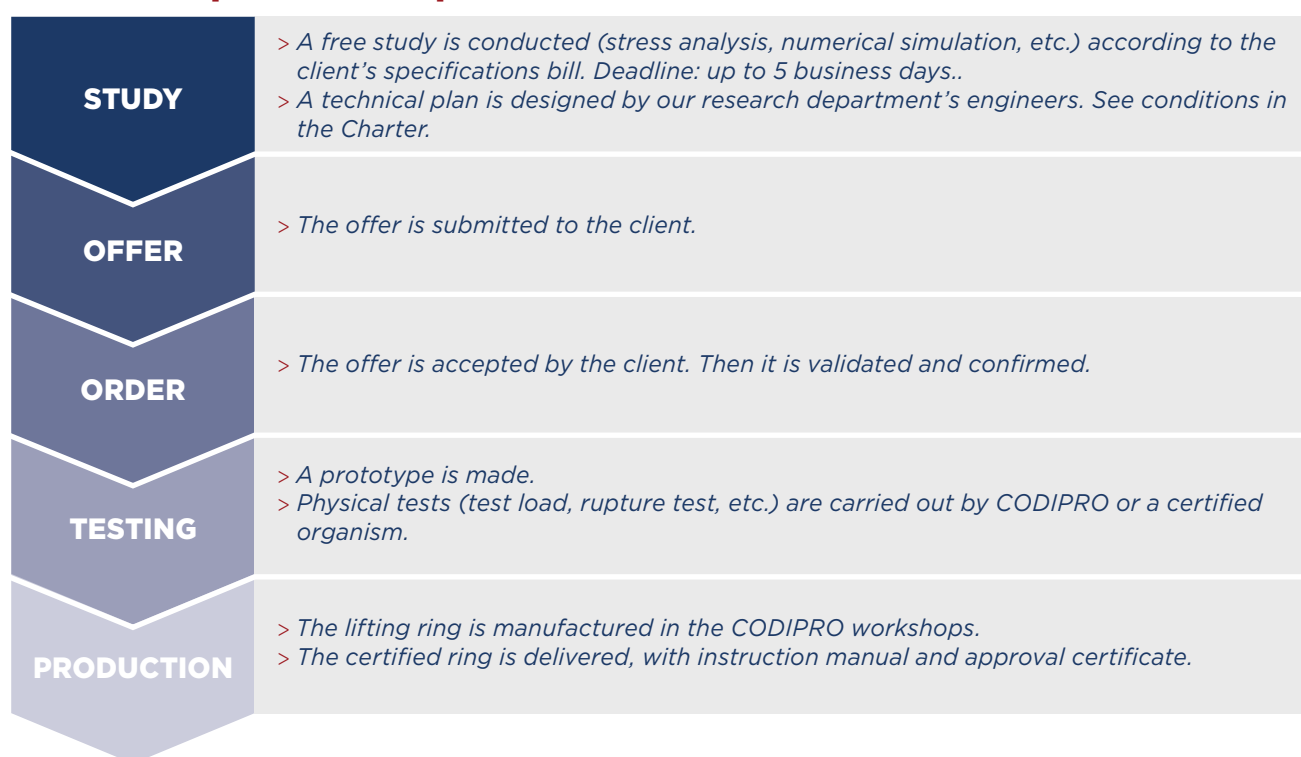 STUDY
> A free study is conducted (stress analysis, numerical simulation, etc.) according to the
client's specifications bill. Deadline: up to 5 business days..
> A technical plan is designed by our research department's engineers. See conditions in
the Charter.
OFFER
> The offer is submitted to the client.
ORDER
> The offer is accepted by the client. Then it is validated and confirmed.
TESTING
> A prototype is made.
> Physical tests (test load, rupture test, etc.) are carried out by CODIPRO or a certified
organism.
PRODUCTION
> The lifting ring is manufactured in the CODIPRO workshops.
> The certified ring is delivered, with instruction manual and approval certificate.